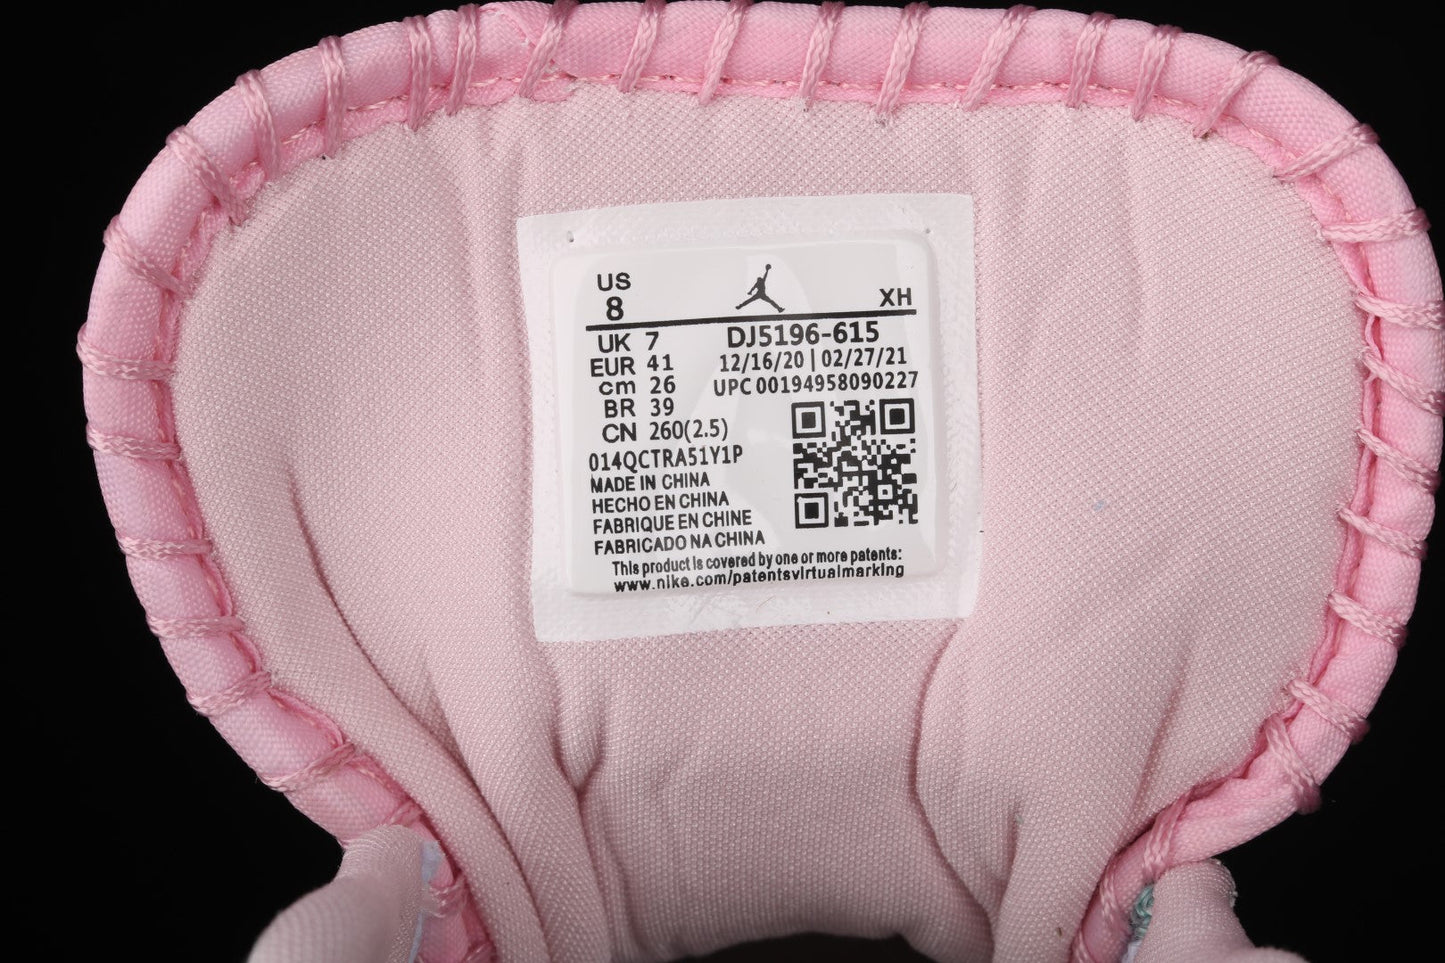 US
8
XH
UK 7
DJ5196-615
EUR 41
12/16/20 | 02/27/21
cm 26
UPC 00194958090227
BR 39
CN 260(2.5)
014QCTRA51Y1P
MADE IN CHINA
HECHO EN CHINA
FABRIQUE EN CHINE
FABRICADO NA CHINA
This product is covered by one or more patents:
www.nike.com/patentsvirtualmarking